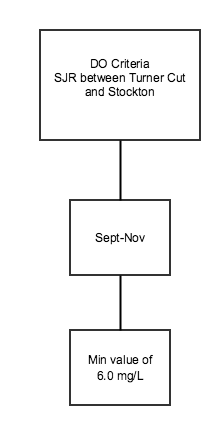 DO Criteria
SJR between Turner Cut
and Stockton
Sept-Nov
Min value of
6.0 mg/L